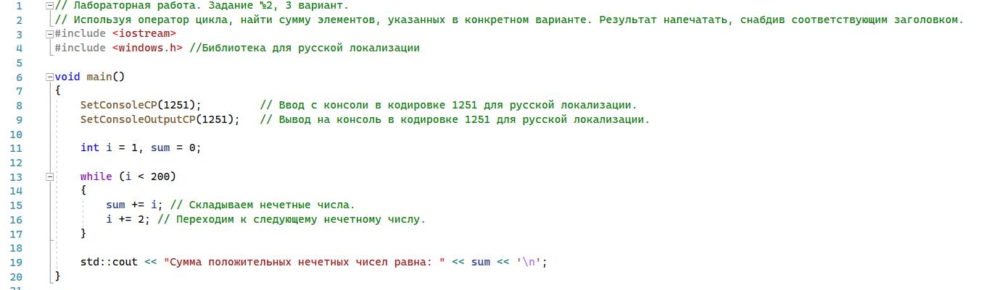 1 // Лабораторная работа. Задание №2, 3 вариант.
2 // Используя оператор цикла, найти сумму элементов, указанных в конкретном варианте. Результат напечатать, снабдив соответствующим заголовком.
3 #include <iostream>
4 #include <windows.h> //Библиотека для русской локализации
5
6 void main()
7 {
8 SetConsoleCP(1251); // Ввод с консоли в кодировке 1251 для русской локализации.
9 SetConsoleOutputCP(1251); // Вывод на консоль в кодировке 1251 для русской локализации.
10
11 int i = 1, sum = 0;
12
13 while (i < 200)
14 {
15 sum += i; // Складываем нечетные числа.
16 i += 2; // Переходим к следующему нечетному числу.
17 }
18
19 std::cout << "Сумма положительных нечетных чисел равна: " << sum << '\n';
20 }